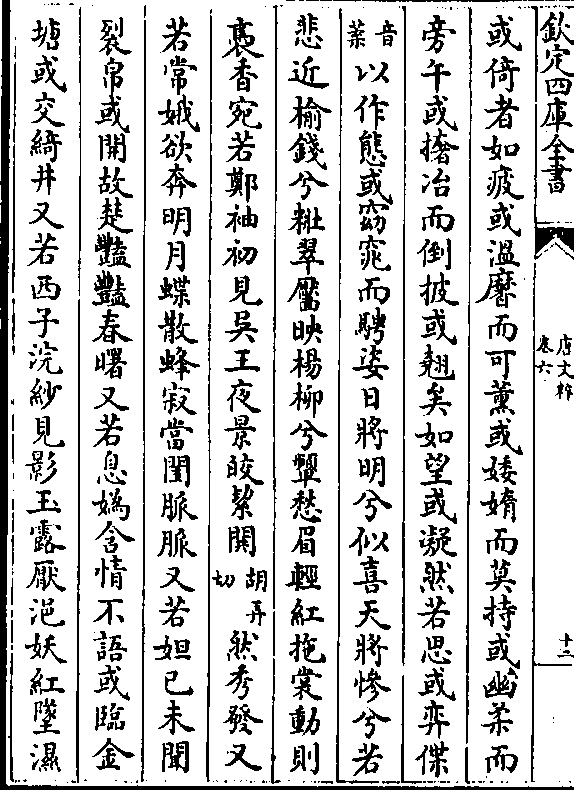 欽定四庫全書
唐文粹
卷六
十二
或倚者如疲或溫䴢而可薰或婑媠而莫持或幽柔而
旁午或擔冶而倒披或翹矣如望或凝然若思或弈偞
音葉以作態或窈窕而騁姿日將明兮似喜天將慘兮若
悲近榆錢兮粧翠靨映楊柳兮顰愁眉輕紅拖裳動則
裛香宛若鄭袖初見吳王夜景皎潔鬨胡弄切然秀發又
若常娥欲奔明月蝶散蜂寂當閨脈脈又若妲己未聞
裂帛或開故楚豔豔春曙又若息媯含情不語或臨金
塘或交綺井又若西子浣紗見影玉露厭浥妖紅墜濕